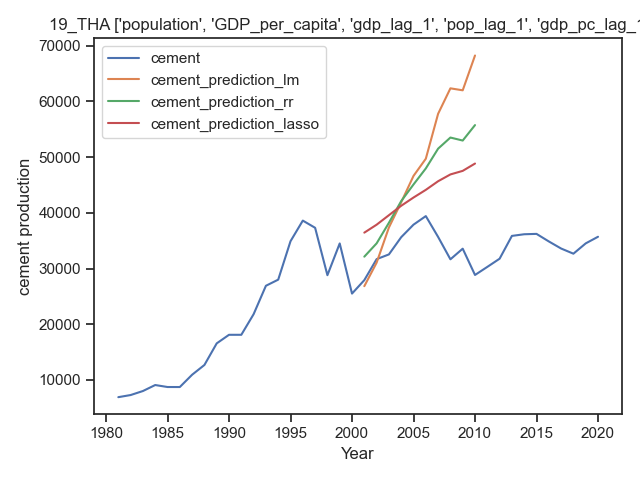 19_THA ['population', 'GDP_per_capita', 'gdp_lag_1', 'pop_lag_1', 'gdp_pc_lag_1
cement
cement_prediction_lm
cement_prediction_rr
cement_prediction_lasso
cement production
70000
60000
50000
40000
30000
20000
10000
1980 1985 1990 1995 2000 2005 2010 2015 2020
Year